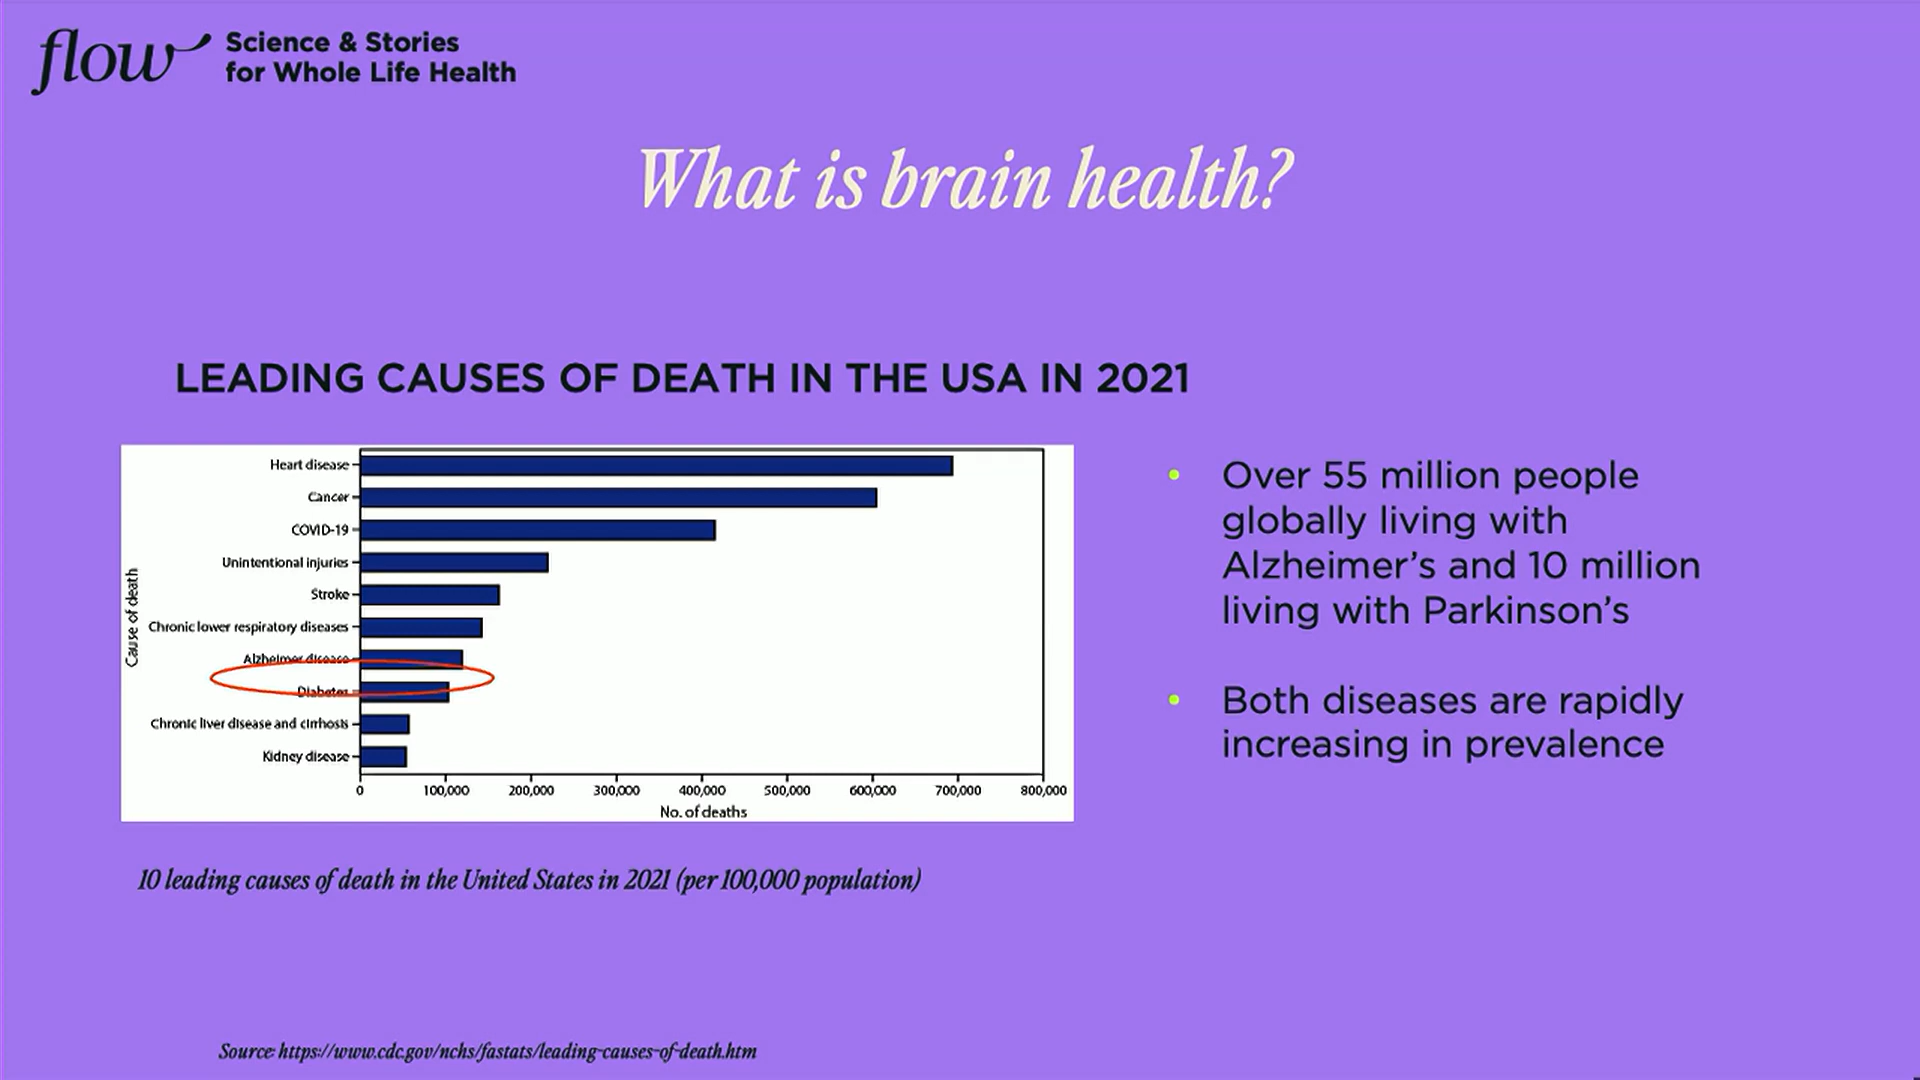 flow
Science & Stories
for Whole Life Health
What is brain health?
LEADING CAUSES OF DEATH IN THE USA IN 2021
Cause of death
Heart disease
Cancer
COVID-19
Unintentional injuries
Stroke
Chronic lower respiratory diseases
Alzheimer disease
Diabetes
Chronic liver disease and cirrhosis
Kidney disease
0 100,000 200,000 300,000 400,000 500,000 600,000 700,000 800,000
No. of deaths
10 leading causes of death in the United States in 2021 (per 100,000 population)
• Over 55 million people
globally living with
Alzheimer’s and 10 million
living with Parkinson’s
• Both diseases are rapidly
increasing in prevalence
Source: https://www.cdc.gov/nchs/fastats/leading-causes-of-death.htm